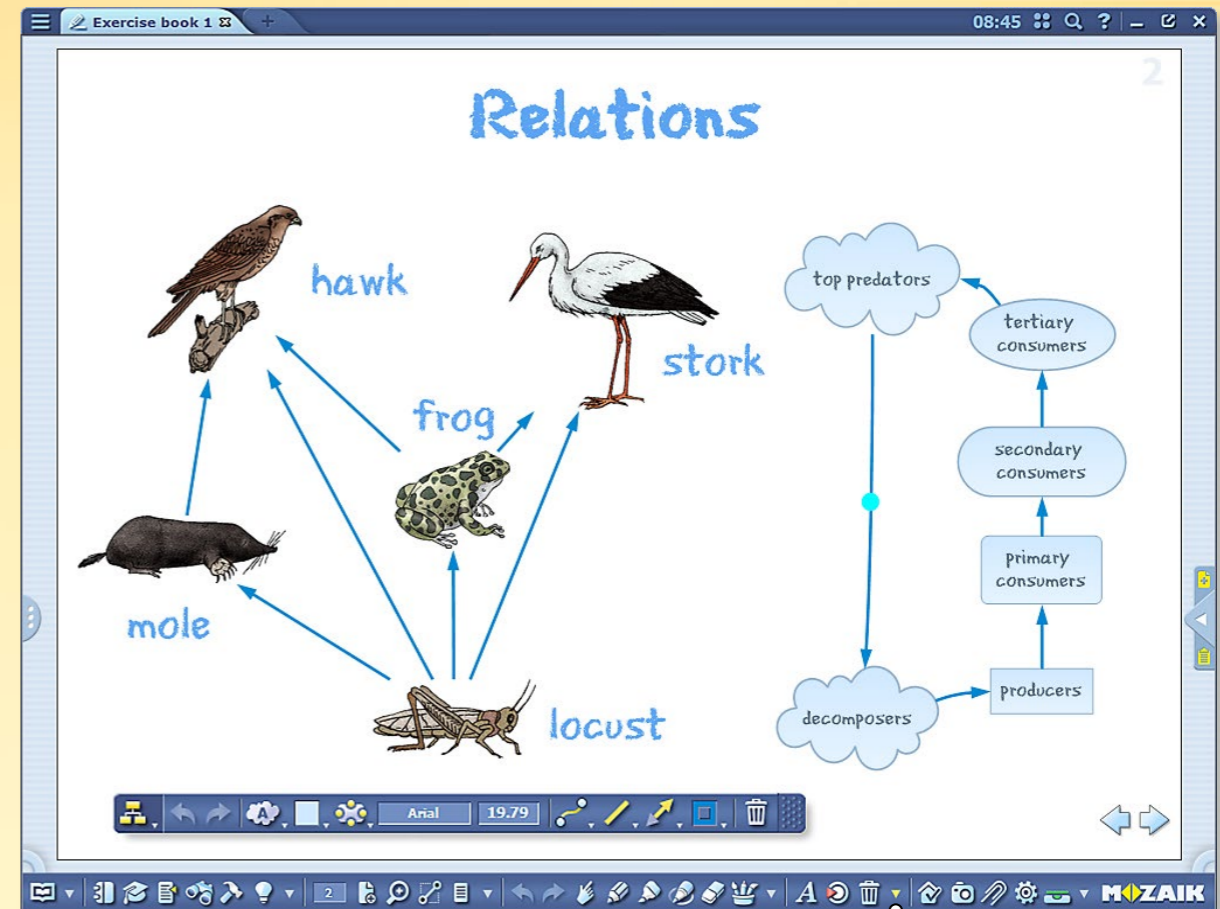 Exercise book 1
08:45
?
2
Relations
hawk
stork
frog
mole
locust
top predators
tertiary
consumers
secondary
consumers
primary
consumers
producers
decomposers
A
Arial
19.79
2
A
MOZAIK